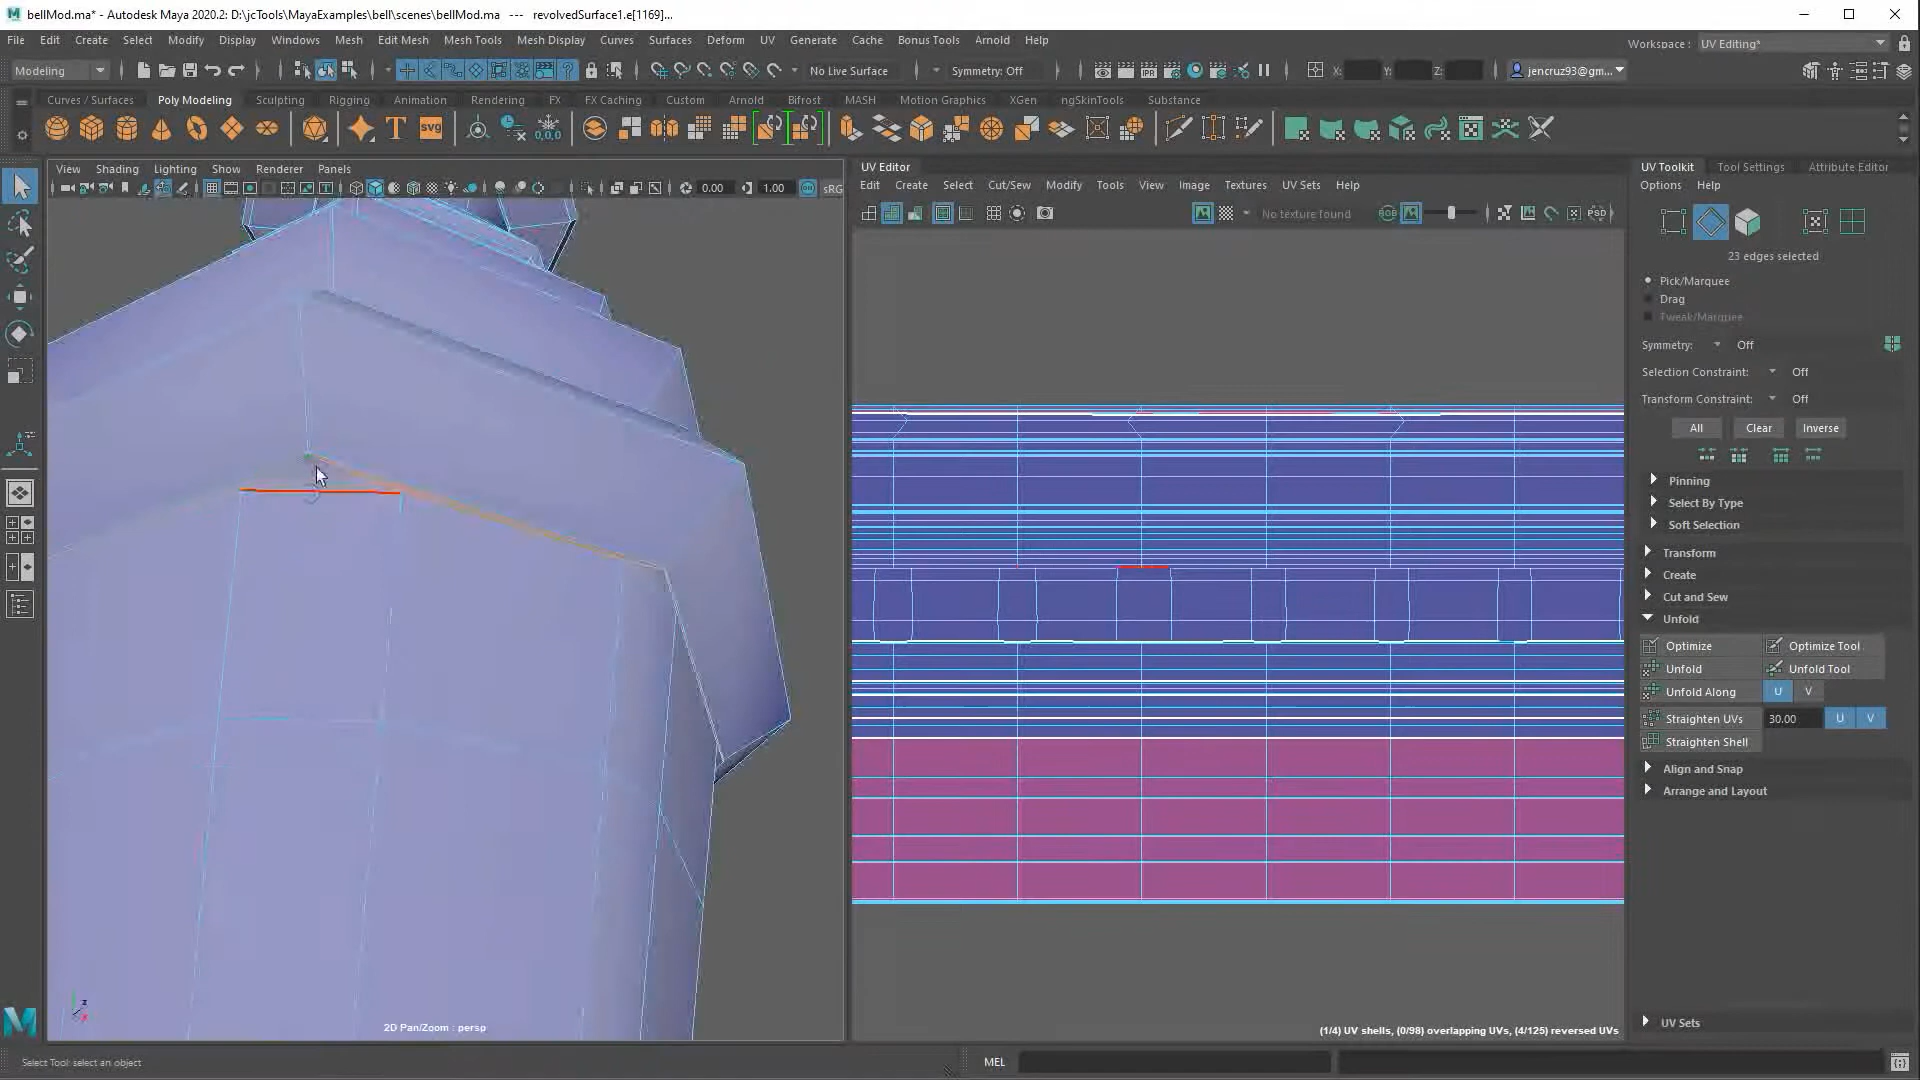 bellMod.ma* - Autodesk Maya 2020.2: D:\jcTools\MayaExamples\bell\scenes\bellMod.ma --- revolvedSurface1.e[1169]...
File Edit Create Select Modify Display Windows Mesh Edit Mesh Mesh Tools Mesh Display Curves Surfaces Deform UV Generate Cache Bonus Tools Arnold Help
Workspace : UV Editing*
Modeling No Live Surface Symmetry: Off X: Y: Z: jencruz93@gm...
Curves / Surfaces Poly Modeling Sculpting Rigging Animation Rendering FX FX Caching Custom Arnold Bifrost MASH Motion Graphics XGen ngSkinTools Substance
T svg 0,0,0
View Shading Lighting Show Renderer Panels
0.00 1.00 sRG
UV Editor
Edit Create Select Cut/Sew Modify Tools View Image Textures UV Sets Help
No texture found RGB PSD
UV Toolkit Tool Settings Attribute Editor
Options Help
23 edges selected
Pick/Marquee
Drag
Tweak/Marquee
Symmetry: Off
Selection Constraint: Off
Transform Constraint: Off
All Clear Inverse
Pinning
Select By Type
Soft Selection
Transform
Create
Cut and Sew
Unfold
Optimize Optimize Tool
Unfold Unfold Tool
Unfold Along U V
Straighten UVs 30.00 U V
Straighten Shell
Align and Snap
Arrange and Layout
UV Sets
z
x
2D Pan/Zoom : persp
(1/4) UV shells, (0/98) overlapping UVs, (4/125) reversed UVs
Select Tool: select an object
MEL